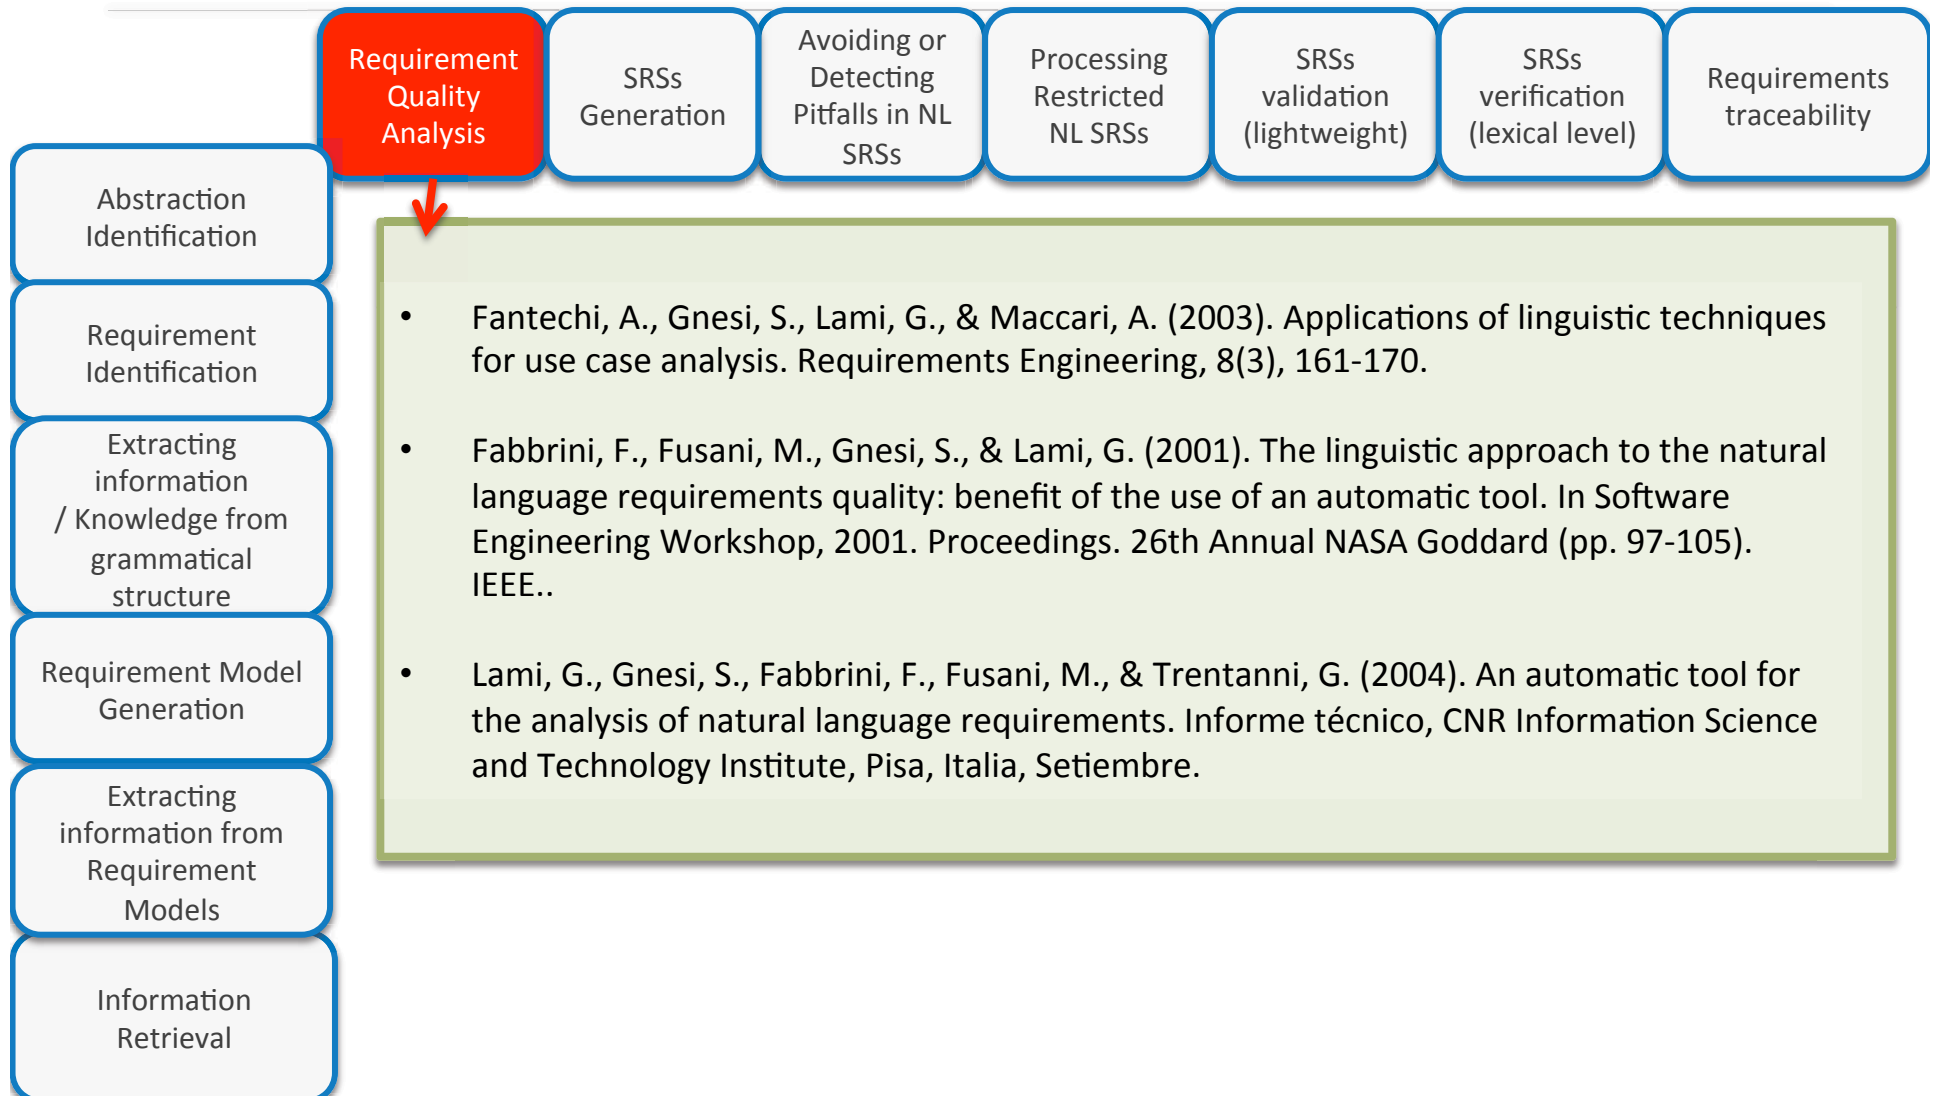 Requirement
Quality
Analysis
SRSs
Generation
Avoiding or
Detecting
Pitfalls in NL
SRSs
Processing
Restricted
NL SRSs
SRSs
validation
(lightweight)
SRSs
verification
(lexical level)
Requirements
traceability
Abstraction
Identification
Requirement
Identification
Extracting
information
/ Knowledge from
grammatical
structure
Requirement Model
Generation
Extracting
information from
Requirement
Models
Information
Retrieval
• Fantechi, A., Gnesi, S., Lami, G., & Maccari, A. (2003). Applications of linguistic techniques
for use case analysis. Requirements Engineering, 8(3), 161-170.
• Fabbrini, F., Fusani, M., Gnesi, S., & Lami, G. (2001). The linguistic approach to the natural
language requirements quality: benefit of the use of an automatic tool. In Software
Engineering Workshop, 2001. Proceedings. 26th Annual NASA Goddard (pp. 97-105).
IEEE..
• Lami, G., Gnesi, S., Fabbrini, F., Fusani, M., & Trentanni, G. (2004). An automatic tool for
the analysis of natural language requirements. Informe técnico, CNR Information Science
and Technology Institute, Pisa, Italia, Setiembre.